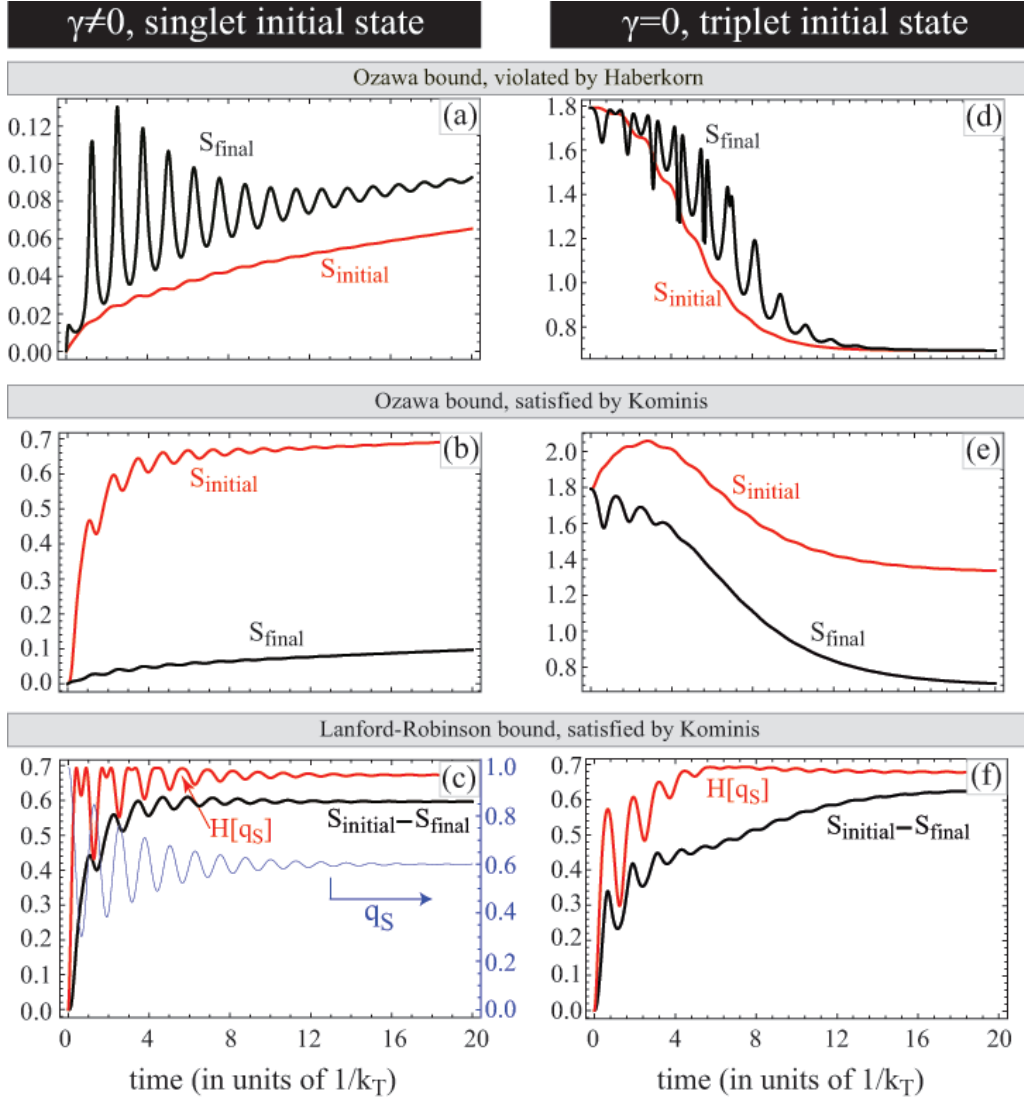 γ≠0, singlet initial state
γ=0, triplet initial state
Ozawa bound, violated by Haberkorn
(a)
S_final
S_initial
0.12
0.10
0.08
0.06
0.04
0.02
0.00
(d)
S_final
S_initial
1.8
1.6
1.4
1.2
1.0
0.8
Ozawa bound, satisfied by Kominis
(b)
S_initial
S_final
0.7
0.6
0.5
0.4
0.3
0.2
0.1
0.0
(e)
S_initial
S_final
2.0
1.8
1.6
1.4
1.2
1.0
0.8
Lanford-Robinson bound, satisfied by Kominis
(c)
H[q_S]
S_initial−S_final
q_S
0.7
0.6
0.5
0.4
0.3
0.2
0.1
0.0
1.0
0.8
0.6
0.4
0.2
0.0
0 4 8 12 16 20
time (in units of 1/k_T)
(f)
H[q_S]
S_initial−S_final
0.7
0.6
0.5
0.4
0.3
0.2
0.1
0.0
0 4 8 12 16 20
time (in units of 1/k_T)